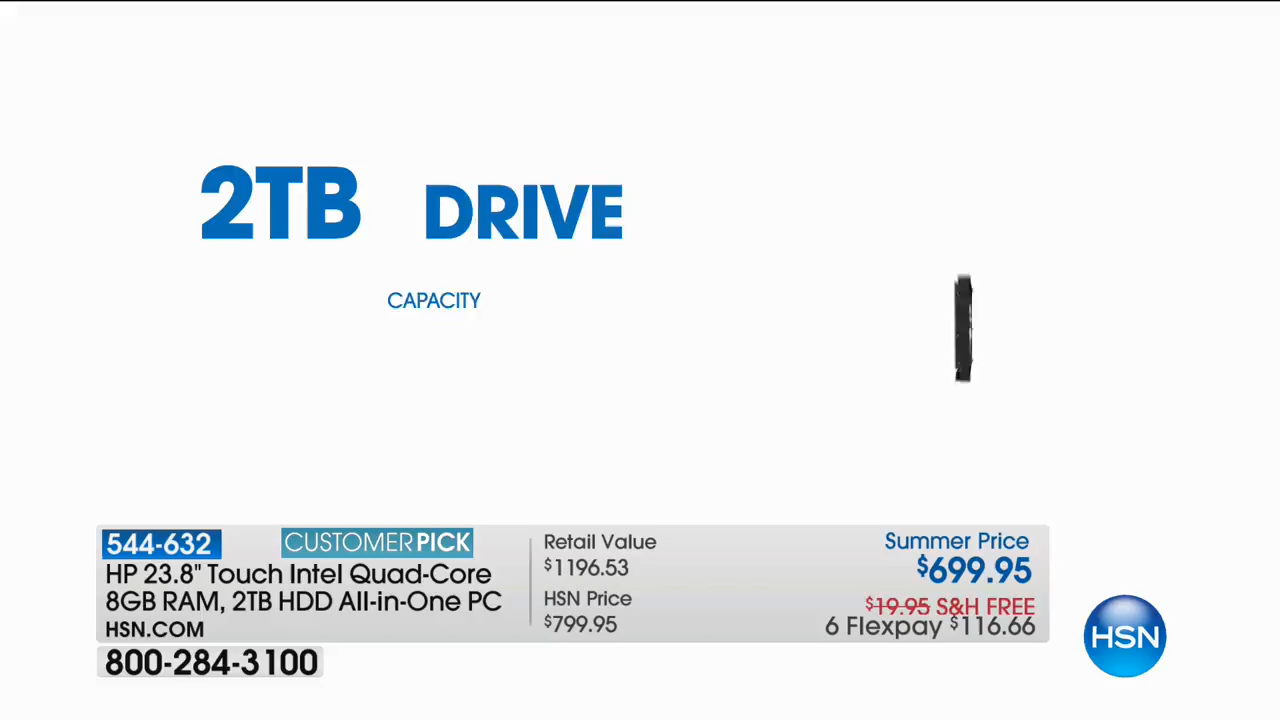 2TB DRIVE
CAPACITY
544-632 CUSTOMER PICK
HP 23.8" Touch Intel Quad-Core
8GB RAM, 2TB HDD All-in-One PC
HSN.COM
800-284-3100
Retail Value
$1196.53
HSN Price
$799.95
Summer Price
$699.95
$19.95 S&H FREE
6 Flexpay $116.66
HSN